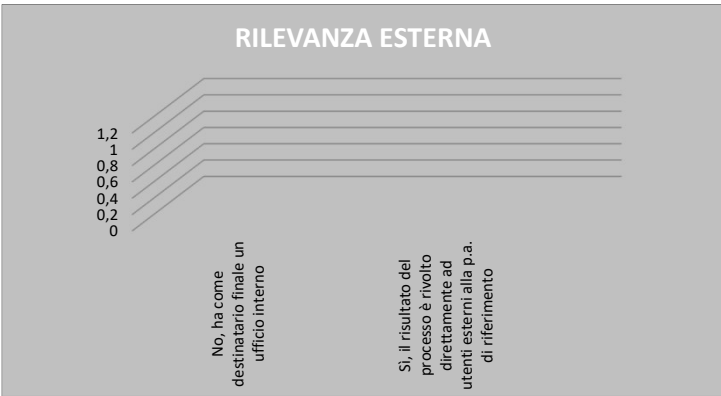 RILEVANZA ESTERNA
1,2
1
0,8
0,6
0,4
0,2
0
No, ha come
destinatario finale un
ufficio interno
Sì, il risultato del
processo è rivolto
direttamente ad
utenti esterni alla p.a.
di riferimento